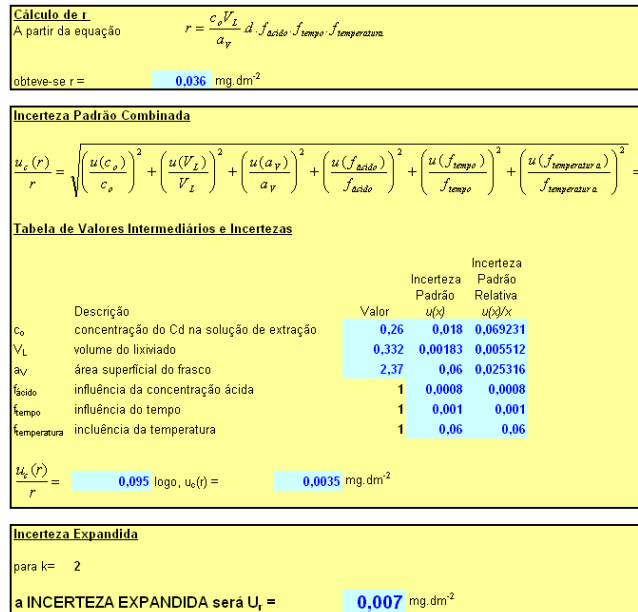 Cálculo de r
A partir da equação r = c₀V_L / a_V .d.f_ácido.f_tempo.f_temperatura
obteve-se r = 0,036 mg.dm⁻²
Incerteza Padrão Combinada
u_c(r) / r = √( (u(c₀)/c₀)² + (u(V_L)/V_L)² + (u(a_V)/a_V)² + (u(f_ácido)/f_ácido)² + (u(f_tempo)/f_tempo)² + (u(f_temperatura)/f_temperatura)² ) =
Tabela de Valores Intermediários e Incertezas
Descrição Valor Incerteza Padrão u(x) Incerteza Padrão Relativa u(x)/x
c₀ concentração do Cd na solução de extração 0,26 0,018 0,069231
V_L volume do lixiviado 0,332 0,00183 0,005512
a_V área superfícial do frasco 2,37 0,06 0,025316
f_ácido influência da concentração ácida 1 0,0008 0,0008
f_tempo influência do tempo 1 0,001 0,001
f_temperatura incluência da temperatura 1 0,06 0,06
u_c(r) / r = 0,095 logo, u_c(r) = 0,0035 mg.dm⁻²
Incerteza Expandida
para k= 2
a INCERTEZA EXPANDIDA será U_r = 0,007 mg.dm⁻²